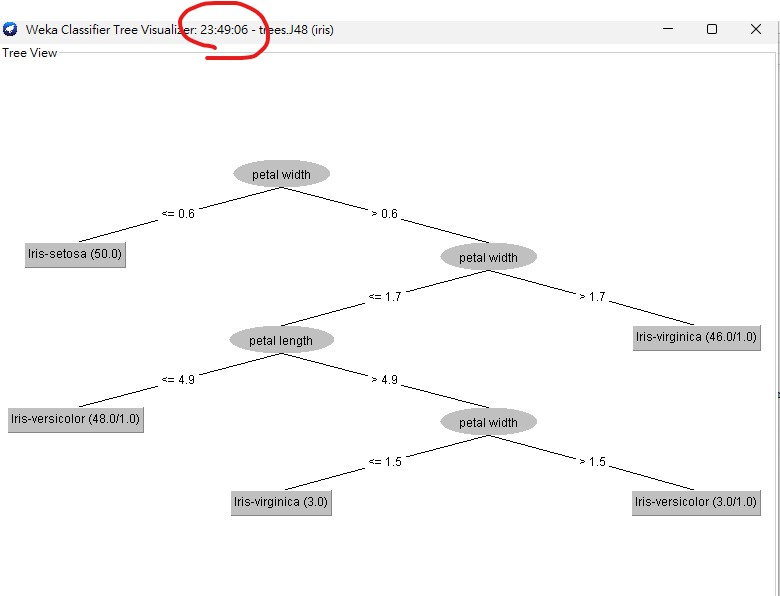 Weka Classifier Tree Visualizer: 23:49:06 - trees.J48 (iris)
Tree View
petal width
<= 0.6
> 0.6
Iris-setosa (50.0)
petal width
<= 1.7
> 1.7
petal length
Iris-virginica (46.0/1.0)
<= 4.9
> 4.9
Iris-versicolor (48.0/1.0)
petal width
<= 1.5
> 1.5
Iris-virginica (3.0)
Iris-versicolor (3.0/1.0)